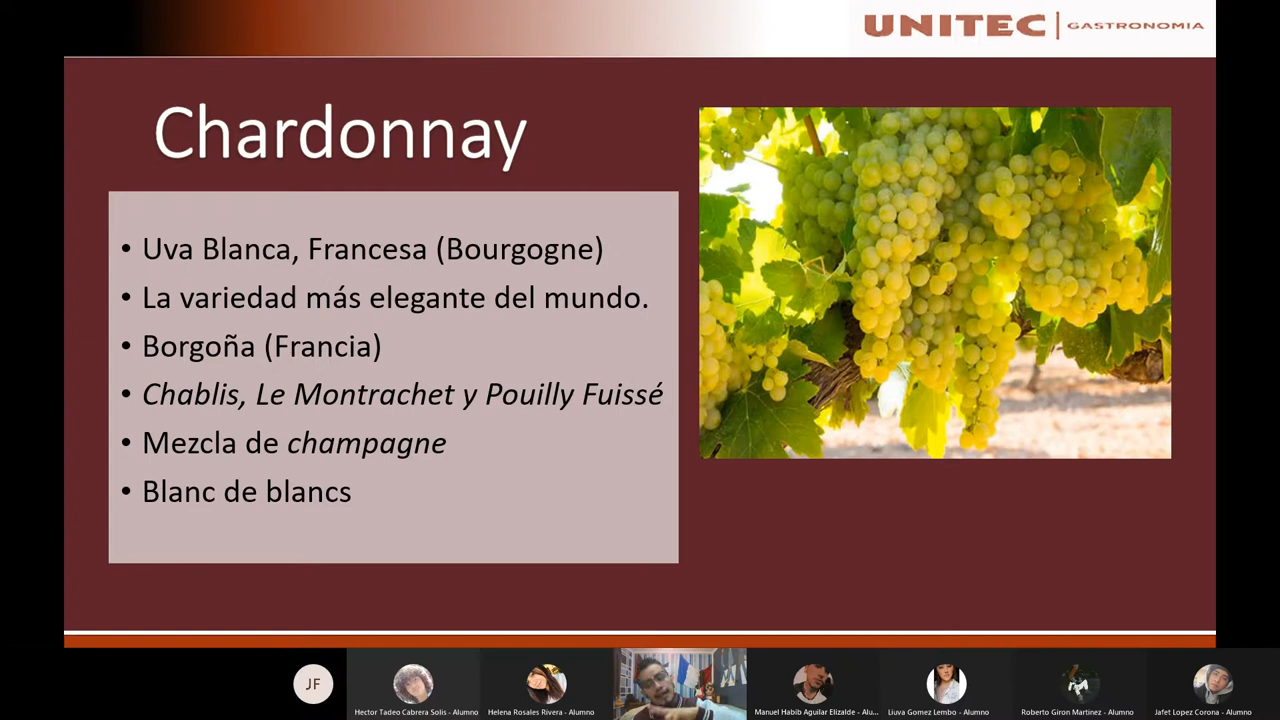 UNITEC | GASTRONOMIA
Chardonnay
• Uva Blanca, Francesa (Bourgogne)
• La variedad más elegante del mundo.
• Borgoña (Francia)
• Chablis, Le Montrachet y Pouilly Fuissé
• Mezcla de champagne
• Blanc de blancs
JF
Hector Tadeo Cabrera Solis - Alumno
Helena Rosales Rivera - Alumno
Manuel Habib Aguilar Elizalde - Alu...
Liuva Gomez Lembo - Alumno
Roberto Giron Martinez - Alumno
Jafet Lopez Corona - Alumno